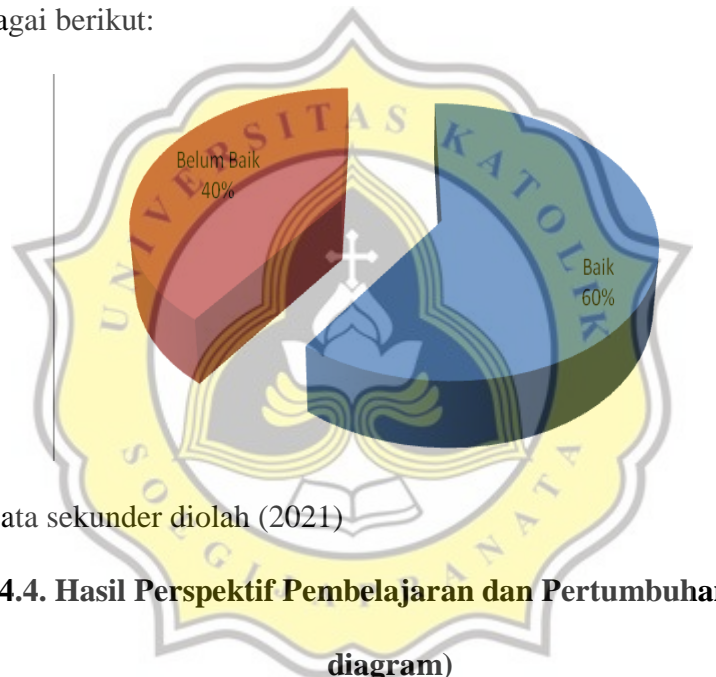 agai berikut:
Belum Baik
40%
Baik
60%
UNIVERSITAS KATOLIK
SOEGIJAPRANATA
ata sekunder diolah (2021)
4.4. Hasil Perspektif Pembelajaran dan Pertumbuhan
diagram)